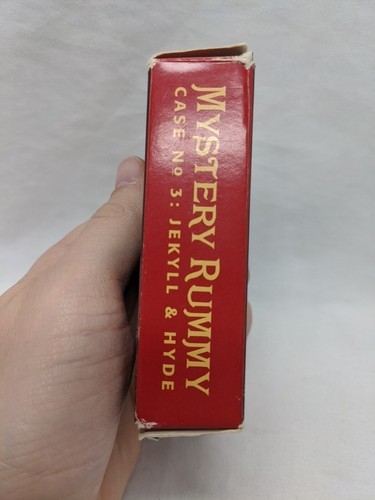 MYSTERY RUMMY
CASE No 3: JEKYLL & HYDE